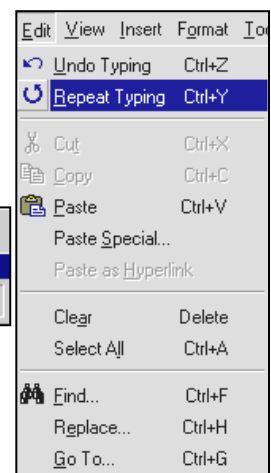 Edit View Insert Format Too
Undo Typing Ctrl+Z
Repeat Typing Ctrl+Y
Cut Ctrl+X
Copy Ctrl+C
Paste Ctrl+V
Paste Special...
Paste as Hyperlink
Clear Delete
Select All Ctrl+A
Find... Ctrl+F
Replace... Ctrl+H
Go To... Ctrl+G